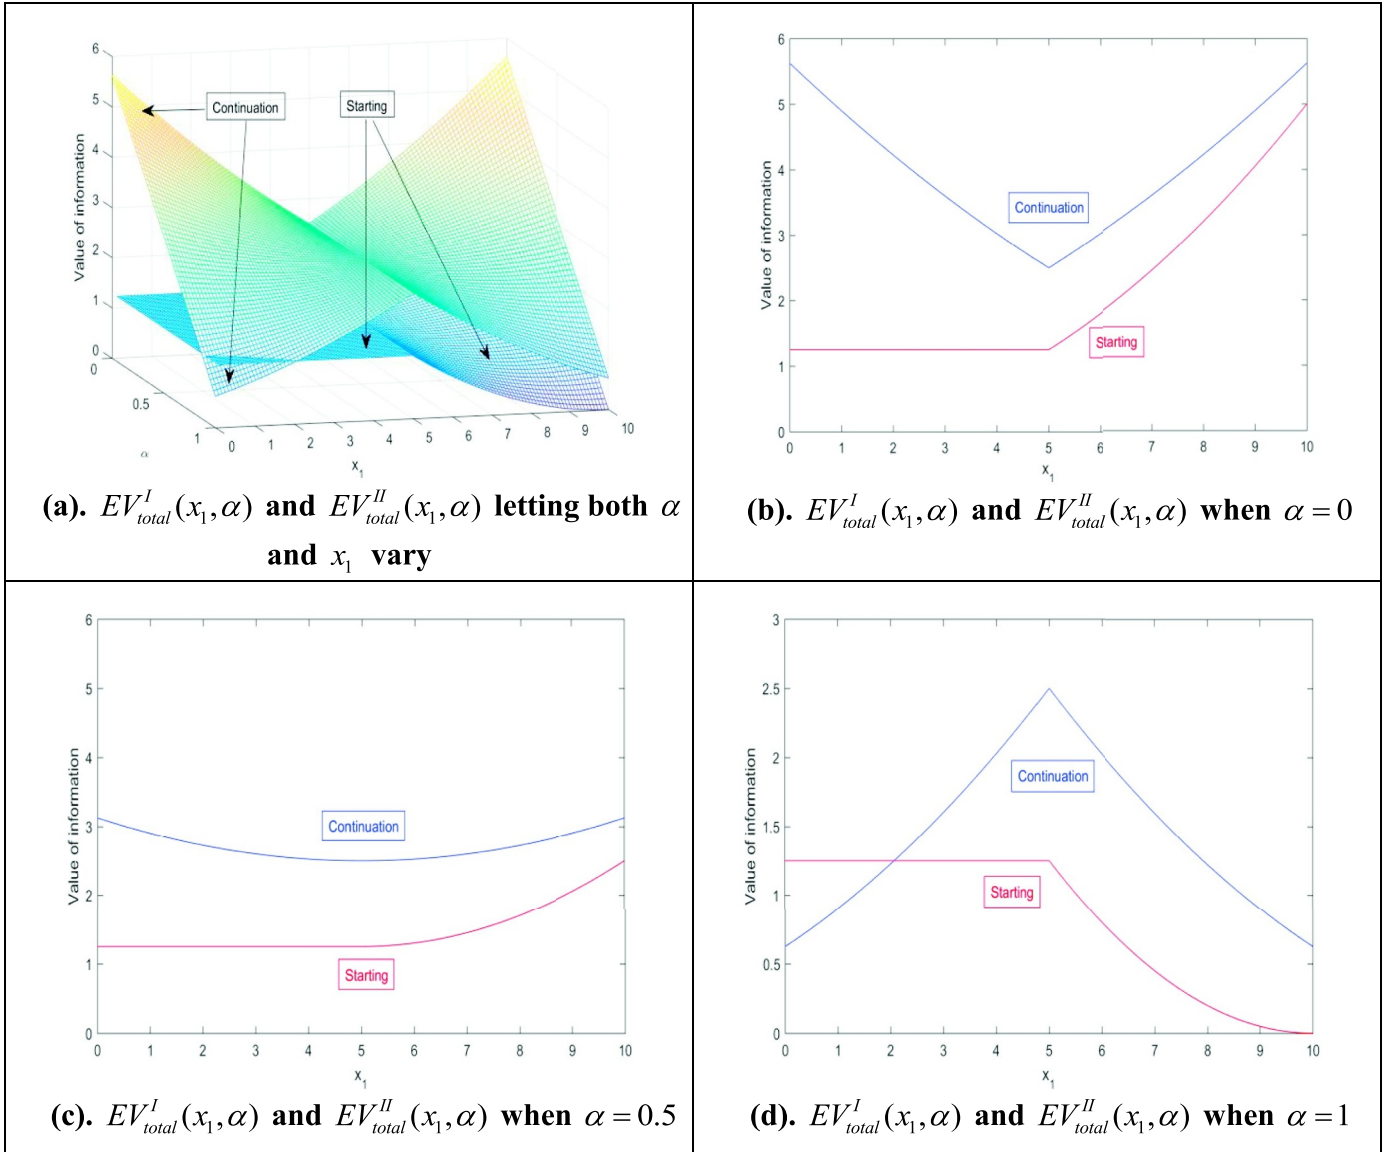 6
5
4
3
2
1
0
Value of information
Continuation
Starting
0
0.5
1
α
0 1 2 3 4 5 6 7 8 9 10
x₁
(a). EV^I_total(x₁,α) and EV^II_total(x₁,α) letting both α
and x₁ vary
6
5
4
3
2
1
0
Value of information
Continuation
Starting
0 1 2 3 4 5 6 7 8 9 10
x₁
(b). EV^I_total(x₁,α) and EV^II_total(x₁,α) when α = 0
6
5
4
3
2
1
0
Value of information
Continuation
Starting
0 1 2 3 4 5 6 7 8 9 10
x₁
(c). EV^I_total(x₁,α) and EV^II_total(x₁,α) when α = 0.5
3
2.5
2
1.5
1
0.5
0
Value of information
Continuation
Starting
0 1 2 3 4 5 6 7 8 9 10
x₁
(d). EV^I_total(x₁,α) and EV^II_total(x₁,α) when α = 1